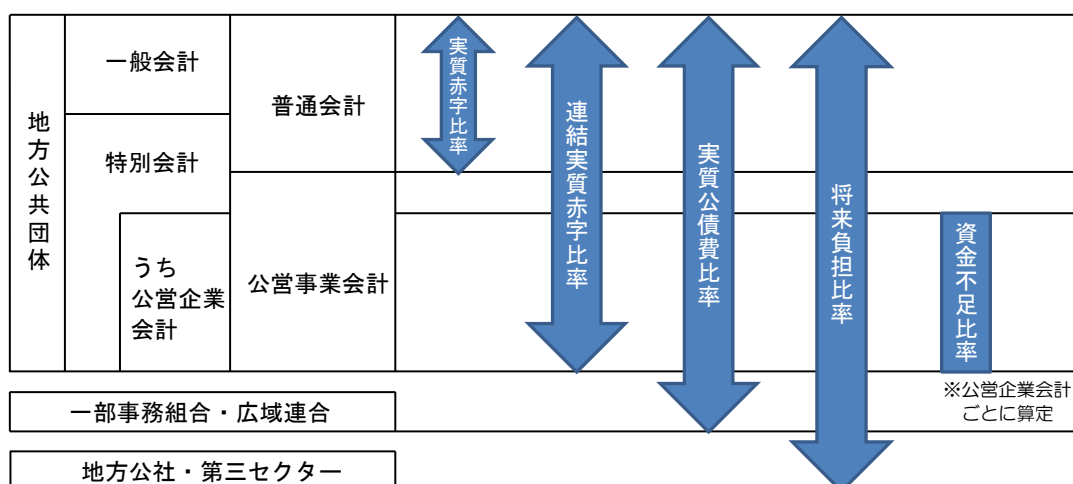 地方公共団体
一般会計
特別会計
うち
公営企業
会計
普通会計
公営事業会計
実質赤字比率
連結実質赤字比率
実質公債費比率
将来負担比率
資金不足比率
※公営企業会計
ごとに算定
一部事務組合・広域連合
地方公社・第三セクター